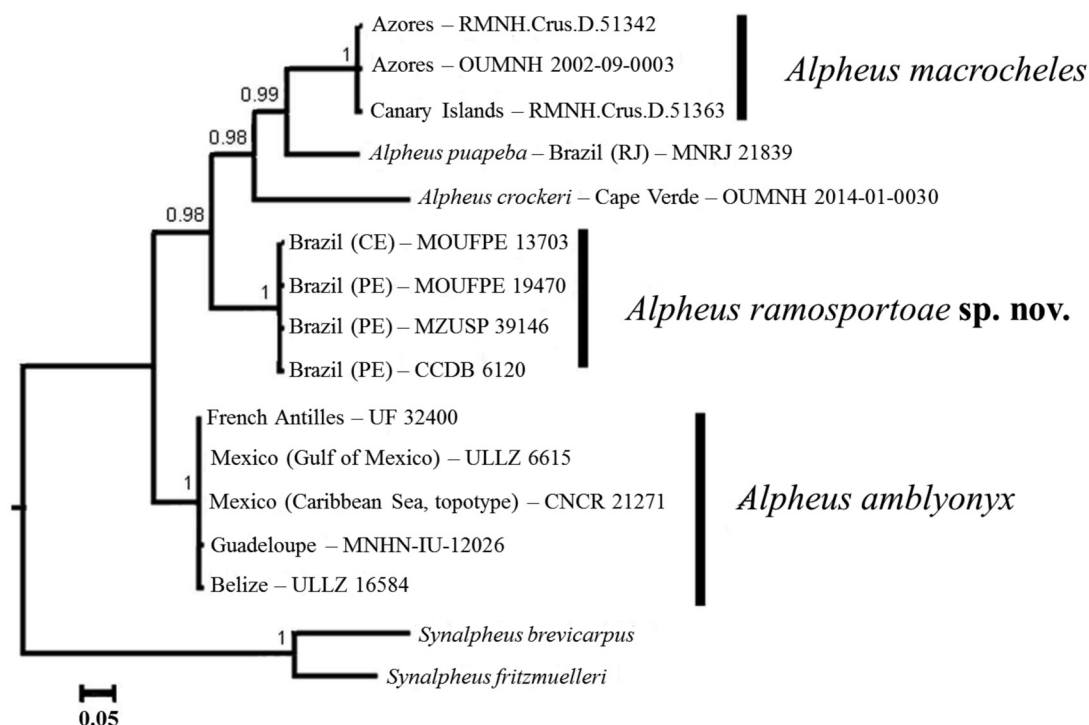 Azores – RMNH.Crus.D.51342
1
Azores – OUMNH 2002-09-0003
Alpheus macrocheles
0.99
Canary Islands – RMNH.Crus.D.51363
0.98
Alpheus puapeba – Brazil (RJ) – MNRJ 21839
Alpheus crockeri – Cape Verde – OUMNH 2014-01-0030
0.98
Brazil (CE) – MOUFPE 13703
1
Brazil (PE) – MOUFPE 19470
Alpheus ramosportoae sp. nov.
Brazil (PE) – MZUSP 39146
Brazil (PE) – CCDB 6120
French Antilles – UF 32400
Mexico (Gulf of Mexico) – ULLZ 6615
1
Mexico (Caribbean Sea, topotype) – CNCR 21271
Alpheus amblyonyx
Guadeloupe – MNHN-IU-12026
Belize – ULLZ 16584
1
Synalpheus brevicarpus
Synalpheus fritzmuelleri
0.05